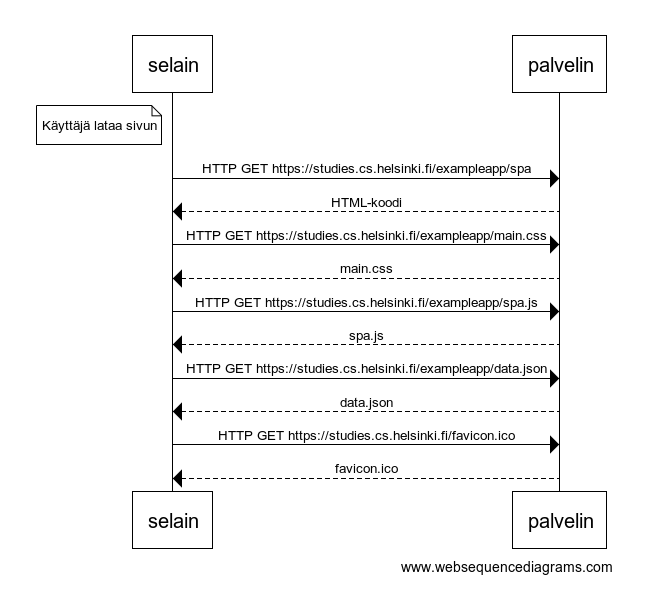 selain palvelin
Käyttäjä lataa sivun
HTTP GET https://studies.cs.helsinki.fi/exampleapp/spa
HTML-koodi
HTTP GET https://studies.cs.helsinki.fi/exampleapp/main.css
main.css
HTTP GET https://studies.cs.helsinki.fi/exampleapp/spa.js
spa.js
HTTP GET https://studies.cs.helsinki.fi/exampleapp/data.json
data.json
HTTP GET https://studies.cs.helsinki.fi/favicon.ico
favicon.ico
selain palvelin
www.websequencediagrams.com